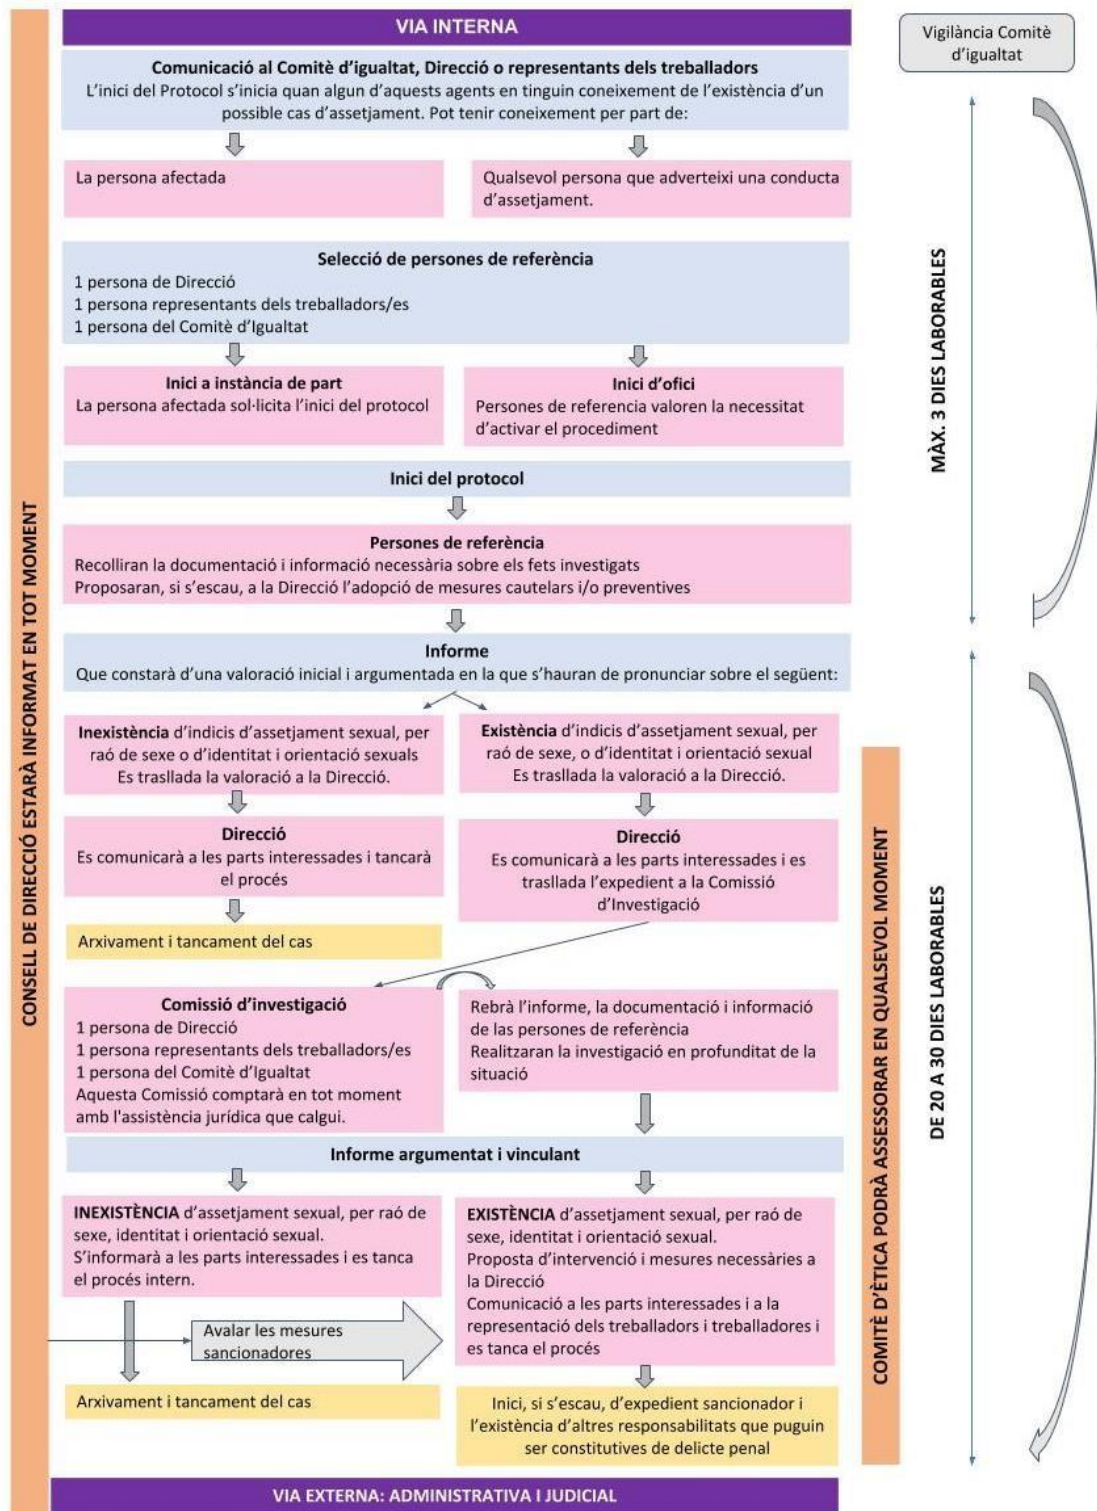 VIA INTERNA
Vigilància Comitè
d'igualtat
Comunicació al Comitè d'igualtat, Direcció o representants dels treballadors
L'inici del Protocol s'inicia quan algun d'aquests agents en tinguin coneixement de l'existència d'un
possible cas d'assetjament. Pot tenir coneixement per part de:
La persona afectada
Qualsevol persona que adverteixi una conducta
d'assetjament.
Selecció de persones de referència
1 persona de Direcció
1 persona representants dels treballadors/es
1 persona del Comitè d'Igualtat
Inici a instància de part
La persona afectada sol·licita l'inici del protocol
Inici d'ofici
Persones de referencia valoren la necessitat
d'activar el procediment
Inici del protocol
Persones de referència
Recolliran la documentació i informació necessària sobre els fets investigats
Proposaran, si s'escau, a la Direcció l'adopció de mesures cautelars i/o preventives
MÀX. 3 DIES LABORABLES
CONSELL DE DIRECCIÓ ESTARÀ INFORMAT EN TOT MOMENT
Informe
Que constarà d'una valoració inicial i argumentada en la que s'hauran de pronunciar sobre el següent:
Inexistència d'indicis d'assetjament sexual, per
raó de sexe o d'identitat i orientació sexuals
Es trasllada la valoració a la Direcció.
Existència d'indicis d'assetjament sexual, per
raó de sexe, o d'identitat i orientació sexual
Es trasllada la valoració a la Direcció.
Direcció
Es comunicarà a les parts interessades i tancarà
el procés
Direcció
Es comunicarà a les parts interessades i es
trasllada l'expedient a la Comissió
d'Investigació
Arxivament i tancament del cas
Comissió d'investigació
1 persona de Direcció
1 persona representants dels treballadors/es
1 persona del Comitè d'Igualtat
Aquesta Comissió comptarà en tot moment
amb l'assistència jurídica que calgui.
Rebrà l'informe, la documentació i informació
de las persones de referència
Realitzaran la investigació en profunditat de la
situació
COMITÈ D'ÈTICA PODRÀ ASSESSORAR EN QUALSEVOL MOMENT
DE 20 A 30 DIES LABORABLES
Informe argumentat i vinculant
INEXISTÈNCIA d'assetjament sexual, per raó de
sexe, identitat i orientació sexual.
S'informarà a les parts interessades i es tanca
el procés intern.
EXISTÈNCIA d'assetjament sexual, per raó de
sexe, identitat i orientació sexual.
Proposta d'intervenció i mesures necessàries a
la Direcció
Comunicació a les parts interessades i a la
representació dels treballadors i treballadores i
es tanca el procés
Avalar les mesures
sancionadores
Arxivament i tancament del cas
Inici, si s'escau, d'expedient sancionador i
l'existència d'altres responsabilitats que puguin
ser constitutives de delicte penal
VIA EXTERNA: ADMINISTRATIVA I JUDICIAL